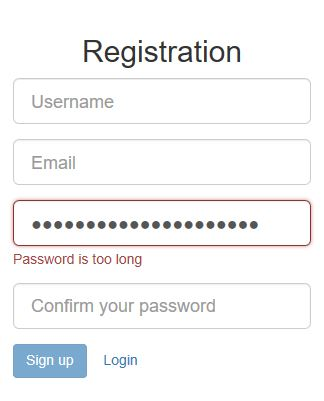 Registration
Username
Email
●●●●●●●●●●●●●●●●●●●●●
Password is too long
Confirm your password
Sign up Login